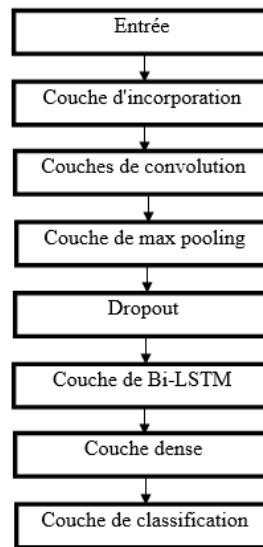 Entrée
Couche d'incorporation
Couches de convolution
Couche de max pooling
Dropout
Couche de Bi-LSTM
Couche dense
Couche de classification